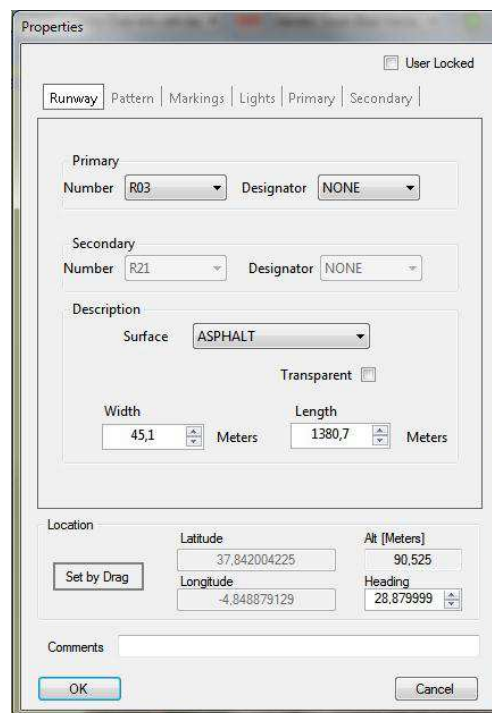 Properties
User Locked
Runway Pattern Markings Lights Primary Secondary
Primary
Number R03 Designator NONE
Secondary
Number R21 Designator NONE
Description
Surface ASPHALT
Transparent
Width Length
45,1 Meters 1380,7 Meters
Location
Latitude Alt [Meters]
37,842004225 90,525
Set by Drag
Longitude Heading
-4,848879129 28,879999
Comments
OK Cancel